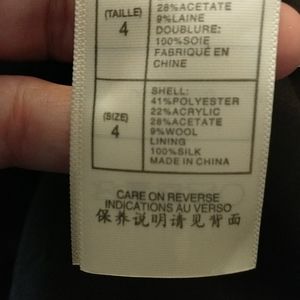 28%ACETATE
9%LAINE
DOUBLURE:
100%SOIE
FABRIQUÉ EN
CHINE
(TAILLE)
4
SHELL:
41%POLYESTER
22%ACRYLIC
28%ACETATE
9%WOOL
LINING
100%SILK
MADE IN CHINA
(SIZE)
4
CARE ON REVERSE
INDICATIONS AU VERSO
保养说明请见背面